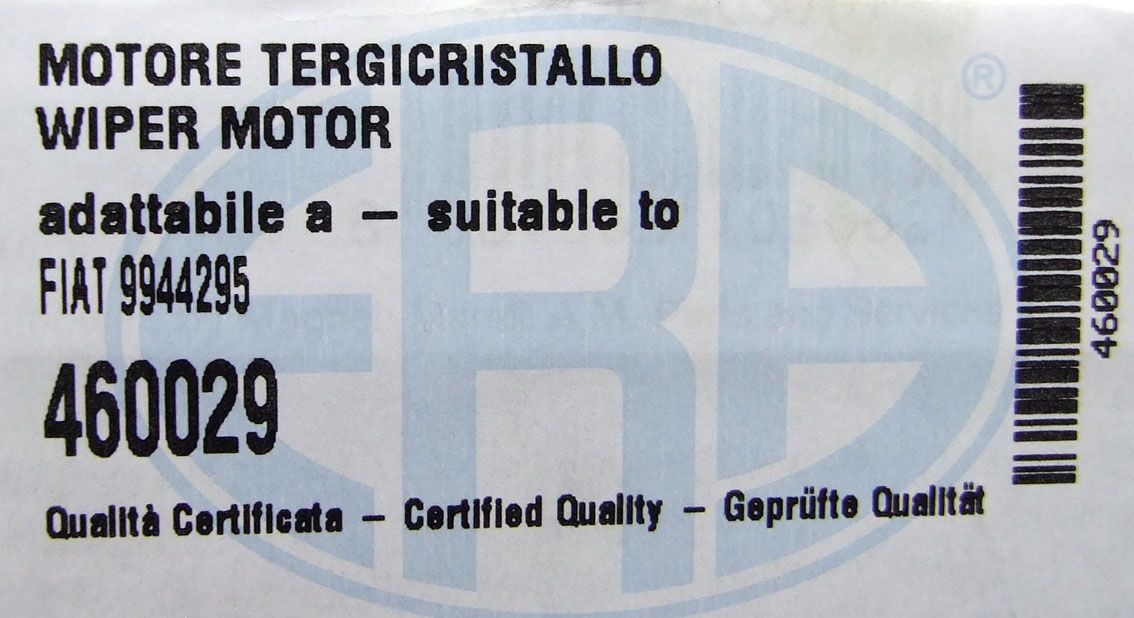 MOTORE TERGICRISTALLO
WIPER MOTOR
adattabile a – suitable to
FIAT 9944295
460029
Qualità Certificata – Certified Quality – Geprüfte Qualität
ERA ®
460029